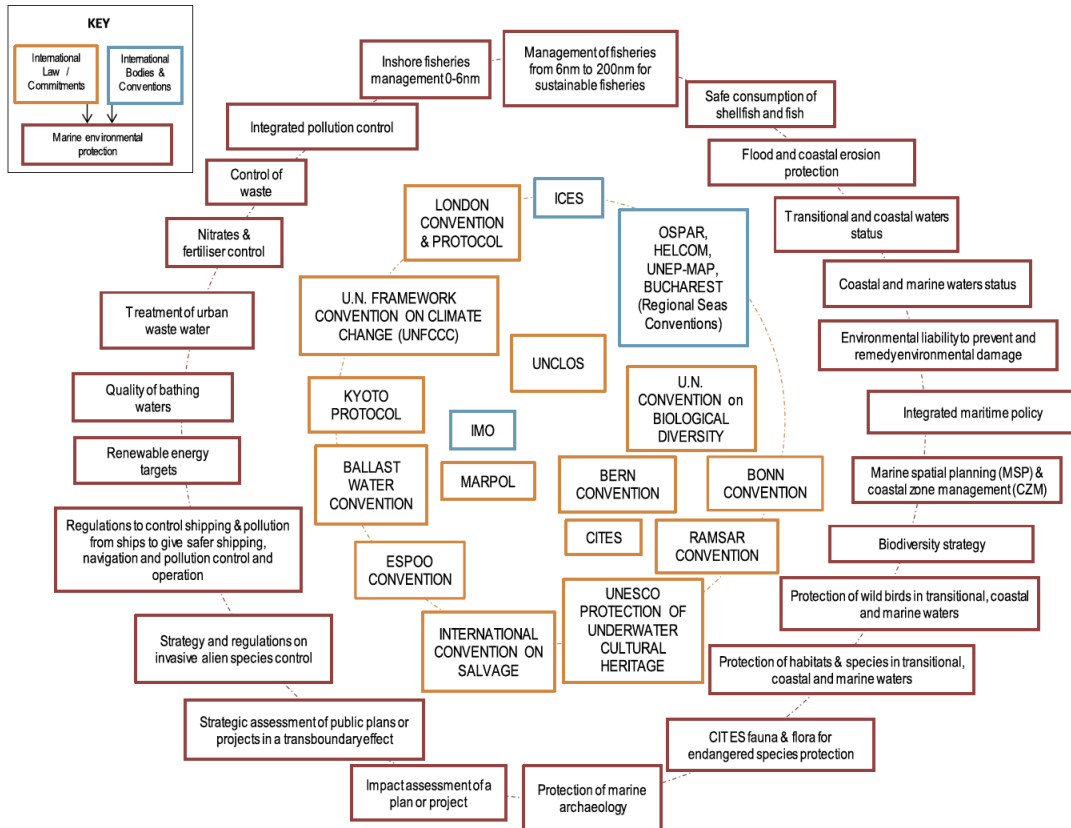 KEY
International
Law /
Commitments
International
Bodies &
Conventions
Marine environmental
protection
Inshore fisheries
management 0-6nm
Management of fisheries
from 6nm to 200nm for
sustainable fisheries
Safe consumption of
shellfish and fish
Flood and coastal erosion
protection
Transitional and coastal waters
status
Coastal and marine waters status
Environmental liability to prevent and
remedy environmental damage
Integrated maritime policy
Marine spatial planning (MSP) &
coastal zone management (CZM)
Biodiversity strategy
Protection of wild birds in transitional,
coastal and marine waters
Protection of habitats & species in transitional,
coastal and marine waters
CITES fauna & flora for
endangered species protection
Protection of marine
archaeology
Impact assessment of a
plan or project
Strategic assessment of public plans or
projects in a transboundary effect
Strategy and regulations on
invasive alien species control
Regulations to control shipping & pollution
from ships to give safer shipping,
navigation and pollution control and
operation
Renewable energy
targets
Quality of bathing
waters
Treatment of urban
waste water
Nitrates &
fertiliser control
Control of
waste
Integrated pollution control
LONDON
CONVENTION
& PROTOCOL
ICES
OSPAR,
HELCOM,
UNEP-MAP,
BUCHAREST
(Regional Seas
Conventions)
U.N. FRAMEWORK
CONVENTION ON CLIMATE
CHANGE (UNFCCC)
UNCLOS
U.N.
CONVENTION on
BIOLOGICAL
DIVERSITY
KYOTO
PROTOCOL
IMO
BALLAST
WATER
CONVENTION
MARPOL
BERN
CONVENTION
BONN
CONVENTION
CITES
RAMSAR
CONVENTION
ESPOO
CONVENTION
INTERNATIONAL
CONVENTION ON
SALVAGE
UNESCO
PROTECTION OF
UNDERWATER
CULTURAL
HERITAGE